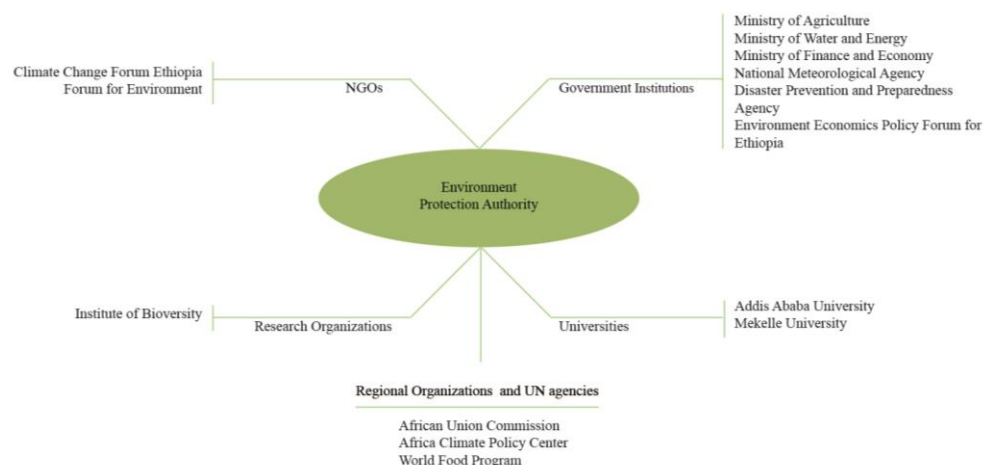 Climate Change Forum Ethiopia
Forum for Environment
NGOs
Government Institutions
Ministry of Agriculture
Ministry of Water and Energy
Ministry of Finance and Economy
National Meteorological Agency
Disaster Prevention and Preparedness
Agency
Environment Economics Policy Forum for
Ethiopia
Environment
Protection Authority
Institute of Bioversity
Research Organizations
Universities
Addis Ababa University
Mekelle University
Regional Organizations and UN agencies
African Union Commission
Africa Climate Policy Center
World Food Program